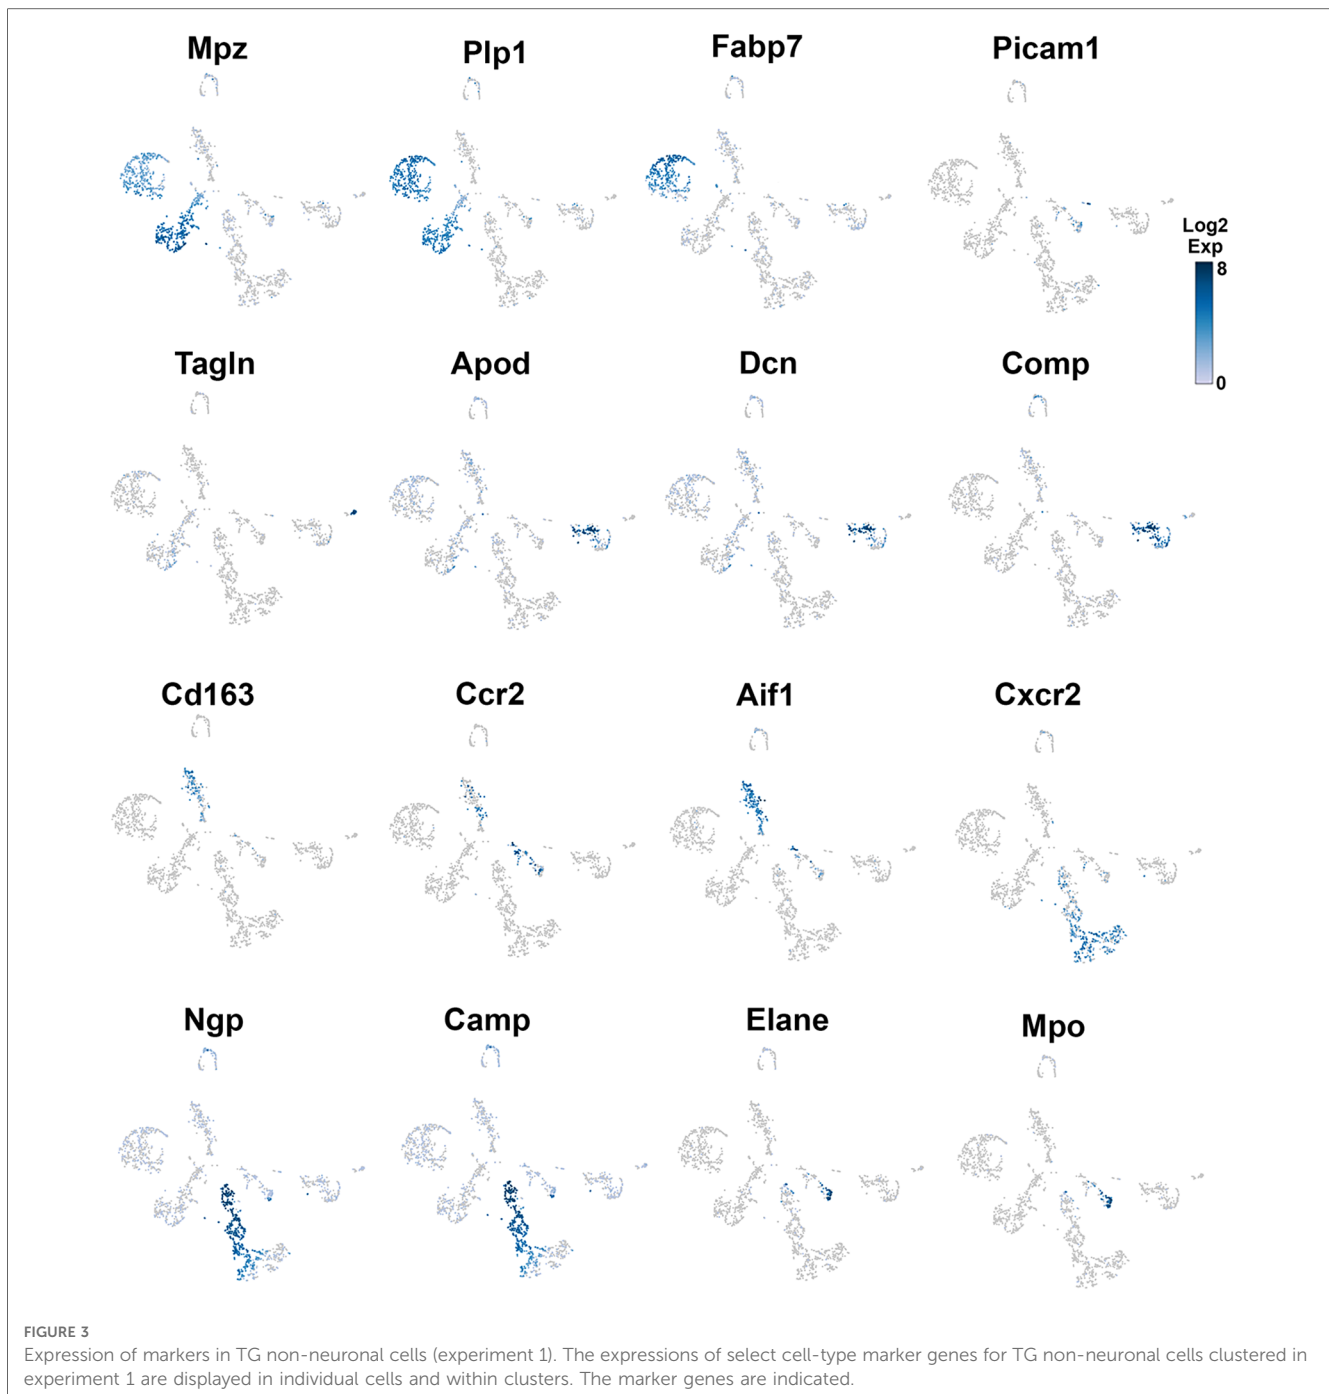 Mpz
Plp1
Fabp7
Picam1
Log2
Exp
8
0
Tagln
Apod
Dcn
Comp
Cd163
Ccr2
Aif1
Cxcr2
Ngp
Camp
Elane
Mpo
FIGURE 3
Expression of markers in TG non-neuronal cells (experiment 1). The expressions of select cell-type marker genes for TG non-neuronal cells clustered in
experiment 1 are displayed in individual cells and within clusters. The marker genes are indicated.